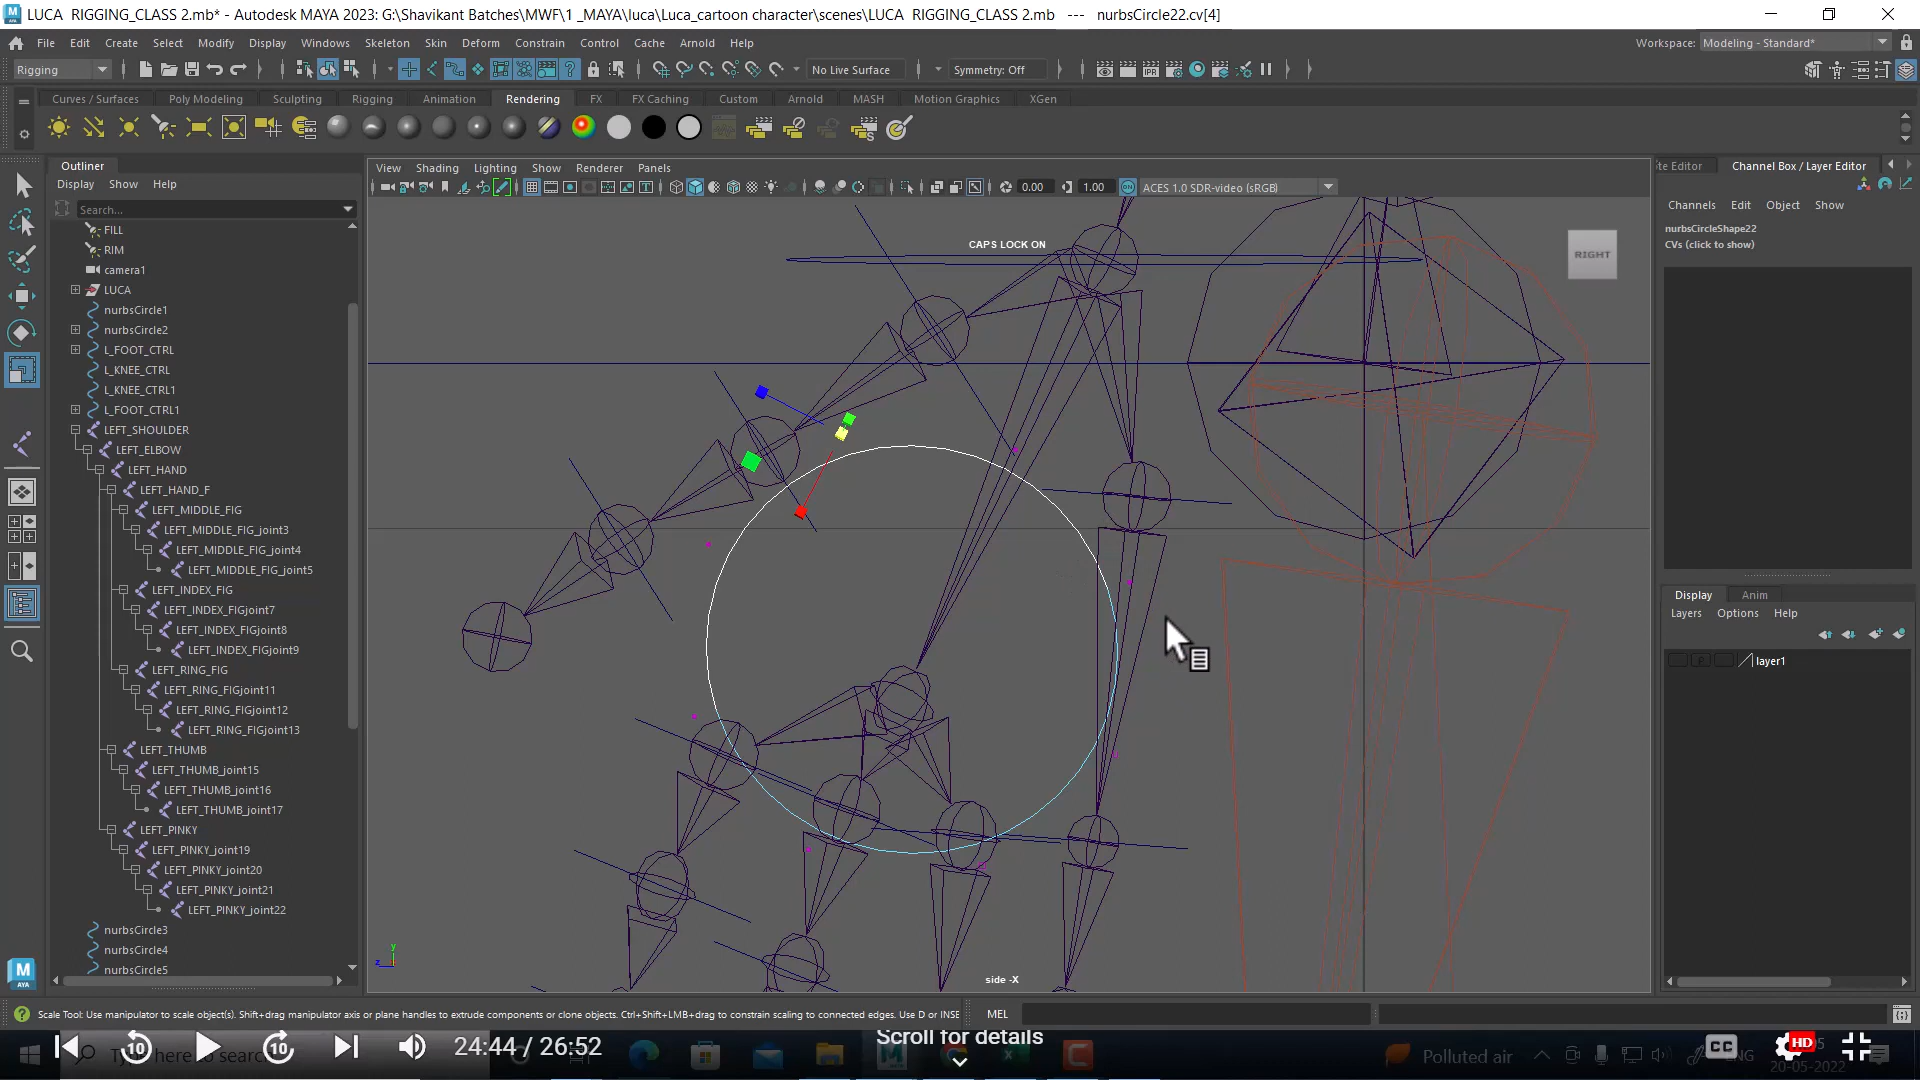 LUCA RIGGING_CLASS 2.mb* - Autodesk MAYA 2023: G:\Shavikant Batches\MWF\1 _MAYA\luca\Luca_cartoon character\scenes\LUCA RIGGING_CLASS 2.mb --- nurbsCircle22.cv[4]
File Edit Create Select Modify Display Windows Skeleton Skin Deform Constrain Control Cache Arnold Help Workspace: Modeling - Standard*
Rigging No Live Surface Symmetry: Off
Curves / Surfaces Poly Modeling Sculpting Rigging Animation Rendering FX FX Caching Custom Arnold MASH Motion Graphics XGen
Outliner
Display Show Help
Search...
FILL
RIM
camera1
LUCA
nurbsCircle1
nurbsCircle2
L_FOOT_CTRL
L_KNEE_CTRL
L_KNEE_CTRL1
L_FOOT_CTRL1
LEFT_SHOULDER
LEFT_ELBOW
LEFT_HAND
LEFT_HAND_F
LEFT_MIDDLE_FIG
LEFT_MIDDLE_FIG_joint3
LEFT_MIDDLE_FIG_joint4
LEFT_MIDDLE_FIG_joint5
LEFT_INDEX_FIG
LEFT_INDEX_FIGjoint7
LEFT_INDEX_FIGjoint8
LEFT_INDEX_FIGjoint9
LEFT_RING_FIG
LEFT_RING_FIGjoint11
LEFT_RING_FIGjoint12
LEFT_RING_FIGjoint13
LEFT_THUMB
LEFT_THUMB_joint15
LEFT_THUMB_joint16
LEFT_THUMB_joint17
LEFT_PINKY
LEFT_PINKY_joint19
LEFT_PINKY_joint20
LEFT_PINKY_joint21
LEFT_PINKY_joint22
nurbsCircle3
nurbsCircle4
nurbsCircle5
View Shading Lighting Show Renderer Panels
0.00 1.00 ACES 1.0 SDR-video (sRGB)
CAPS LOCK ON
RIGHT
y
z
side -X
te Editor Channel Box / Layer Editor
Channels Edit Object Show
nurbsCircleShape22
CVs (click to show)
Display Anim
Layers Options Help
layer1
Scale Tool: Use manipulator to scale object(s). Shift+drag manipulator axis or plane handles to extrude components or clone objects. Ctrl+Shift+LMB+drag to constrain scaling to connected edges. Use D or INSE
MEL
10 10 24:44 / 26:52 Scroll for details Polluted air CC HD
20-05-2022